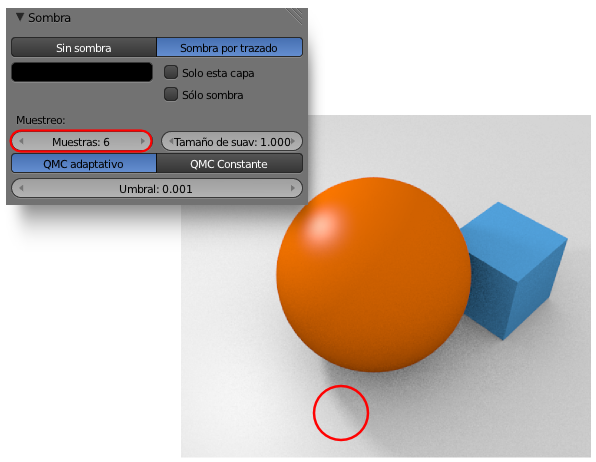 Sombra
Sin sombra Sombra por trazado
Solo esta capa
Sólo sombra
Muestreo:
Muestras: 6 Tamaño de suav: 1.000
QMC adaptativo QMC Constante
Umbral: 0.001